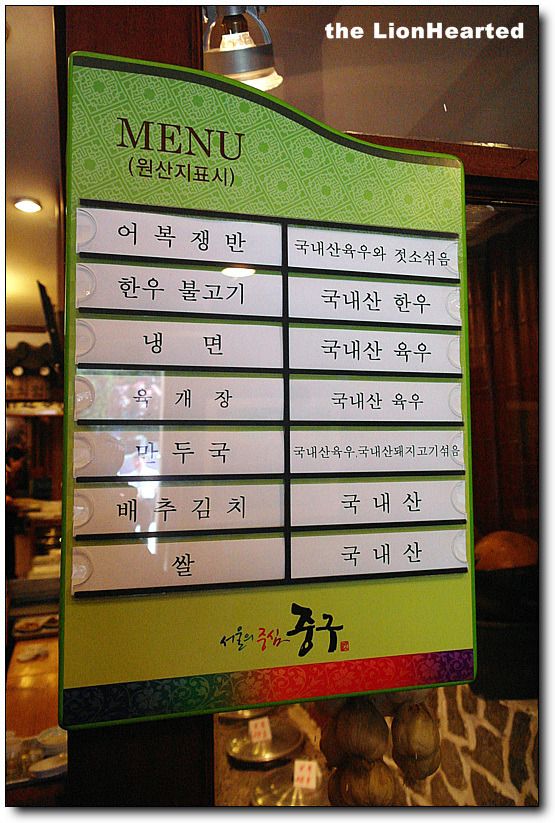 the LionHearted
MENU
(원산지표시)
어복쟁반 국내산육우와 젓소섞음
한우 불고기 국내산 한우
냉면 국내산 육우
육개장 국내산 육우
만두국 국내산육우,국내산돼지고기섞음
배추김치 국내산
쌀 국내산
서울의 중심 중구